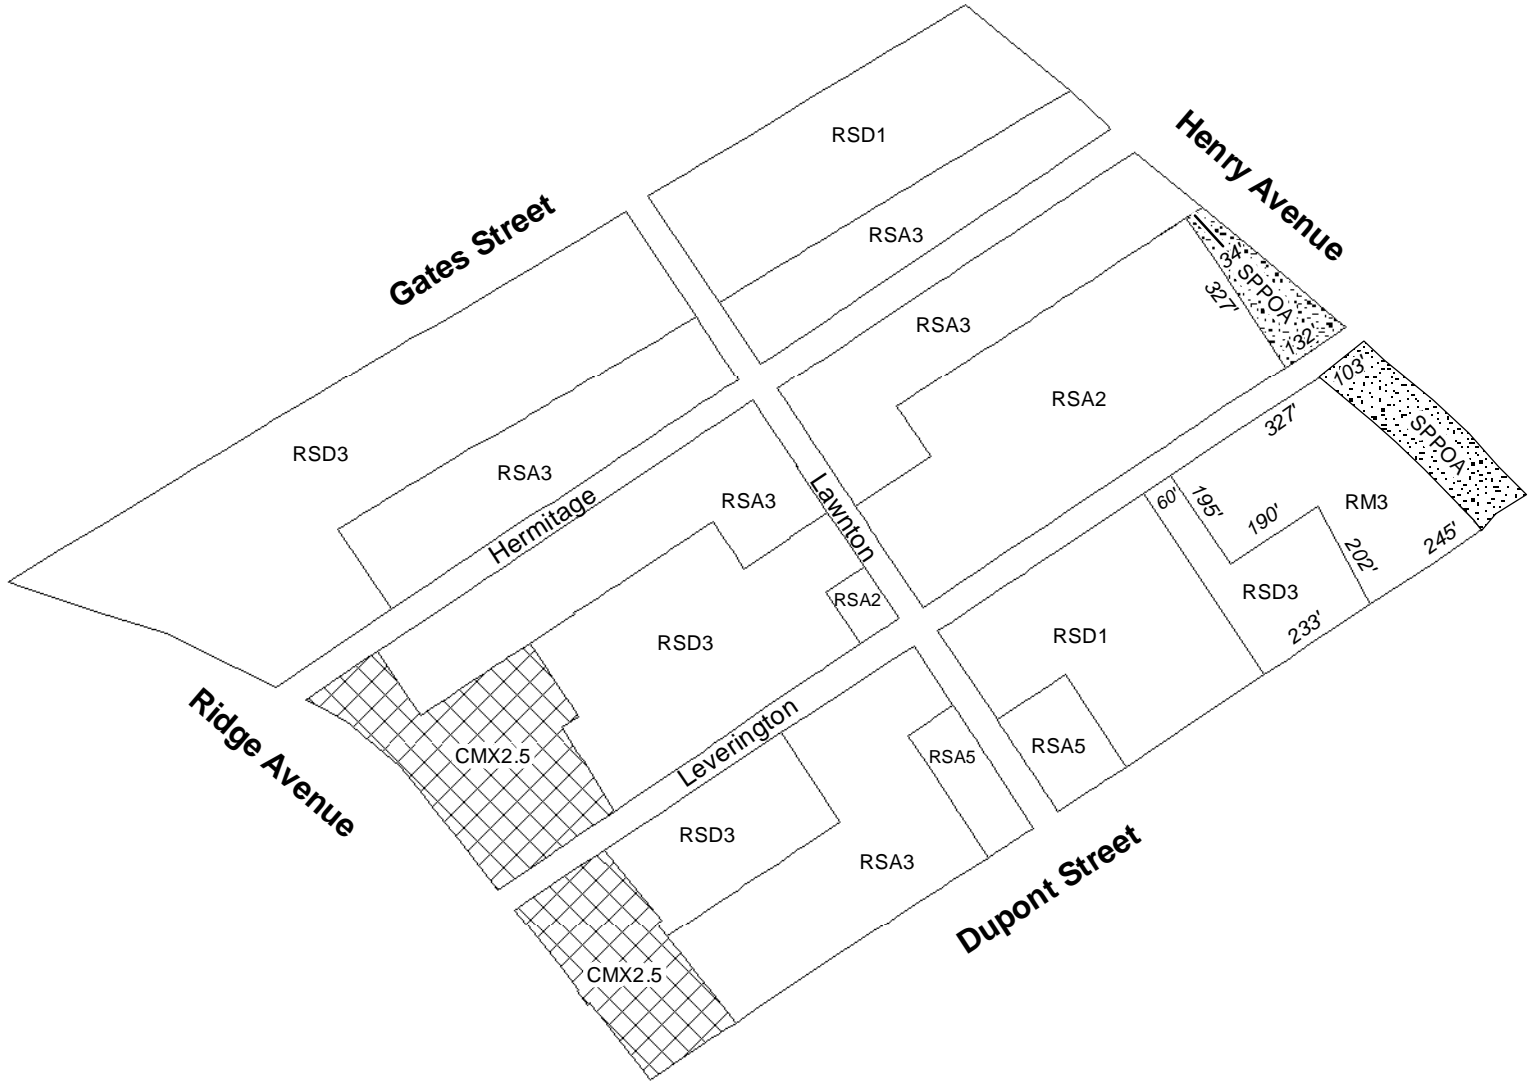 RSD1
Henry Avenue
Gates Street
RSA3
34'
SPPOA
327'
RSA3
132'
103'
RSA2
327'
SPPOA
RSD3
RSA3
Hermitage
RSA3
Lawnton
60'
195'
190'
RM3
202'
245'
RSA2
RSD3
RSD3
233'
RSD1
Ridge Avenue
CMX2.5
Leverington
RSA5
RSA5
RSD3
RSA3
Dupont Street
CMX2.5